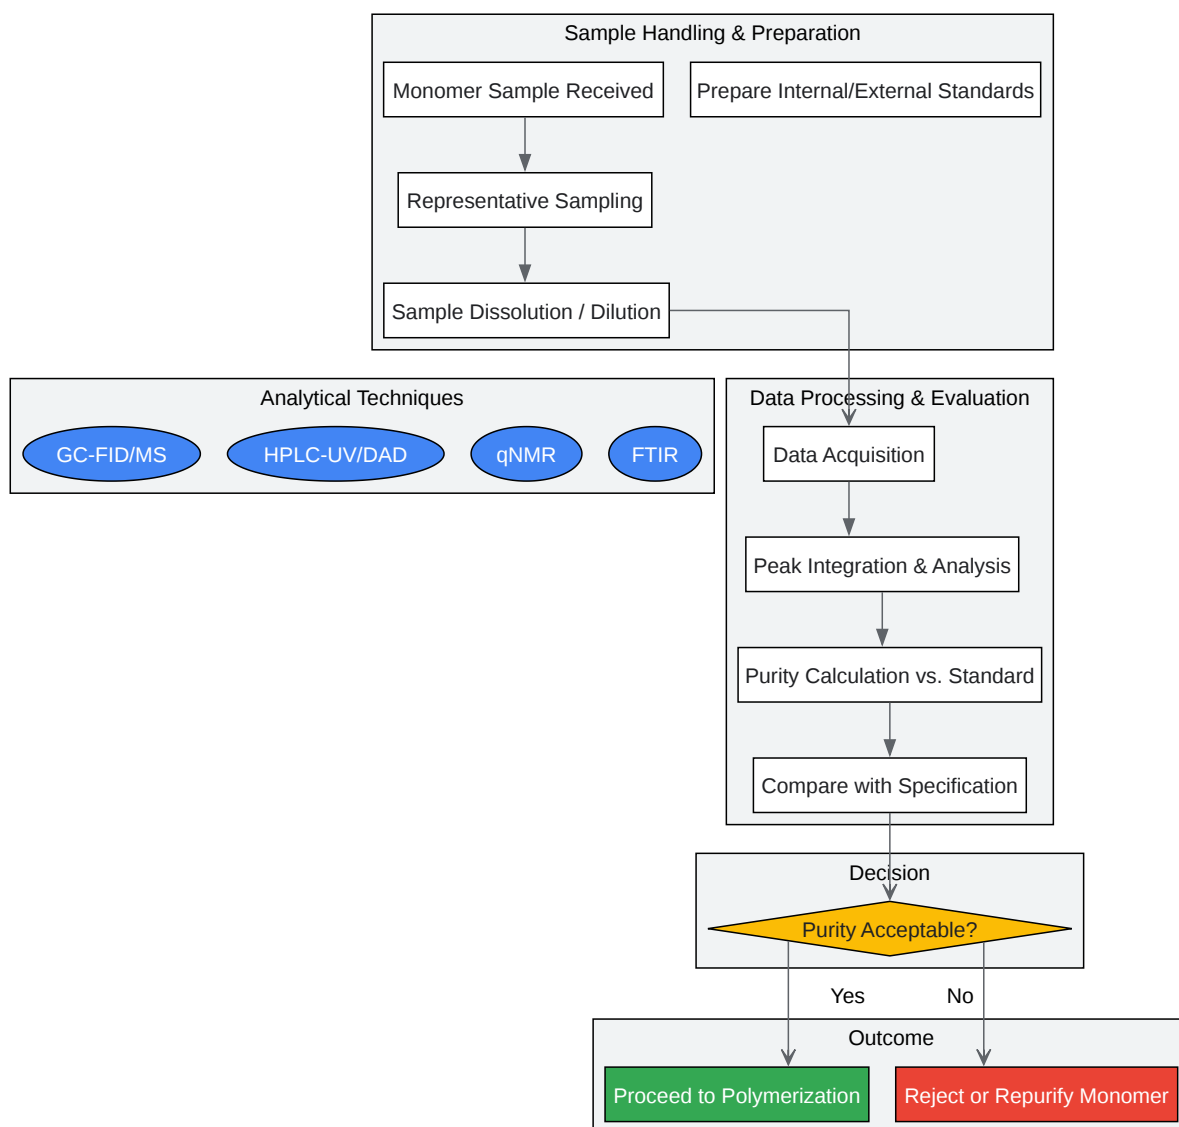 Sample Handling & Preparation
Monomer Sample Received
Prepare Internal/External Standards
Representative Sampling
Sample Dissolution / Dilution
Analytical Techniques
GC-FID/MS
HPLC-UV/DAD
qNMR
FTIR
Data Processing & Evaluation
Data Acquisition
Peak Integration & Analysis
Purity Calculation vs. Standard
Compare with Specification
Decision
Purity Acceptable?
Yes
No
Outcome
Proceed to Polymerization
Reject or Repurify Monomer